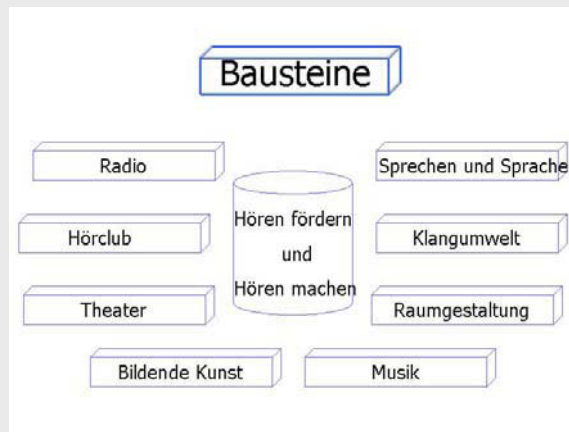 Bausteine
Radio
Sprechen und Sprache
Hören fördern
und
Hören machen
Hörclub
Klangumwelt
Theater
Raumgestaltung
Bildende Kunst
Musik